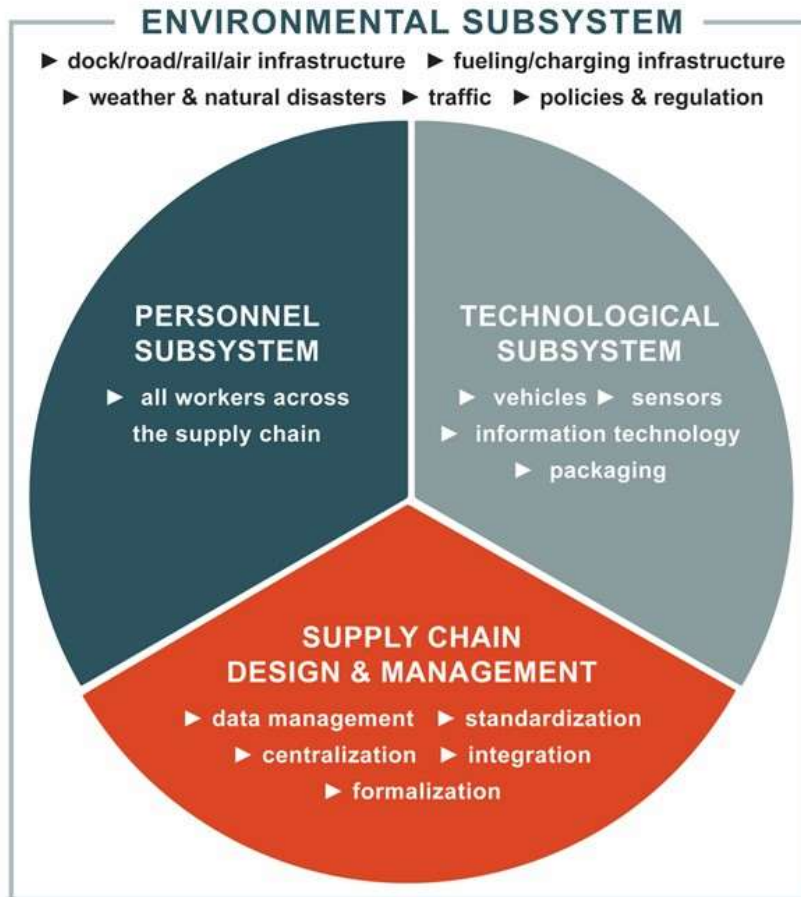 ENVIRONMENTAL SUBSYSTEM
► dock/road/rail/air infrastructure ► fueling/charging infrastructure
► weather & natural disasters ► traffic ► policies & regulation
PERSONNEL
SUBSYSTEM
► all workers across
the supply chain
TECHNOLOGICAL
SUBSYSTEM
► vehicles ► sensors
► information technology
► packaging
SUPPLY CHAIN
DESIGN & MANAGEMENT
► data management ► standardization
► centralization ► integration
► formalization